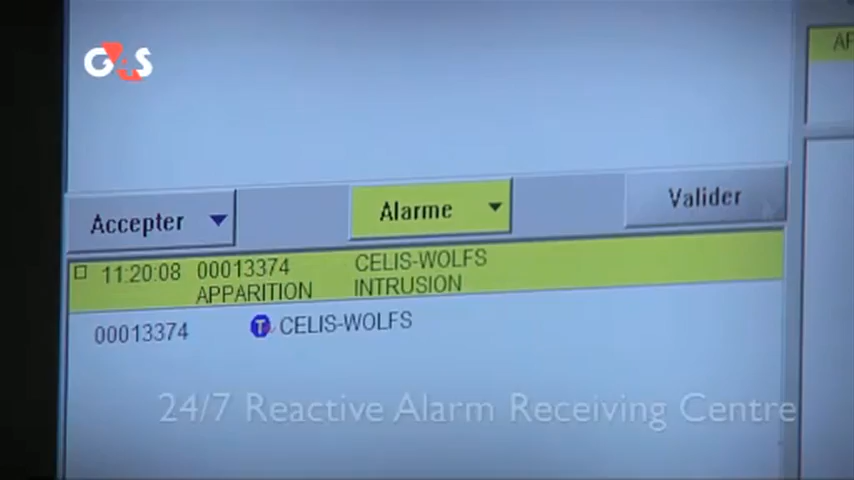 G4S
AF
Accepter
Alarme
Valider
11:20:08 00013374 CELIS-WOLFS
APPARITION INTRUSION
00013374 T CELIS-WOLFS
24/7 Reactive Alarm Receiving Centre